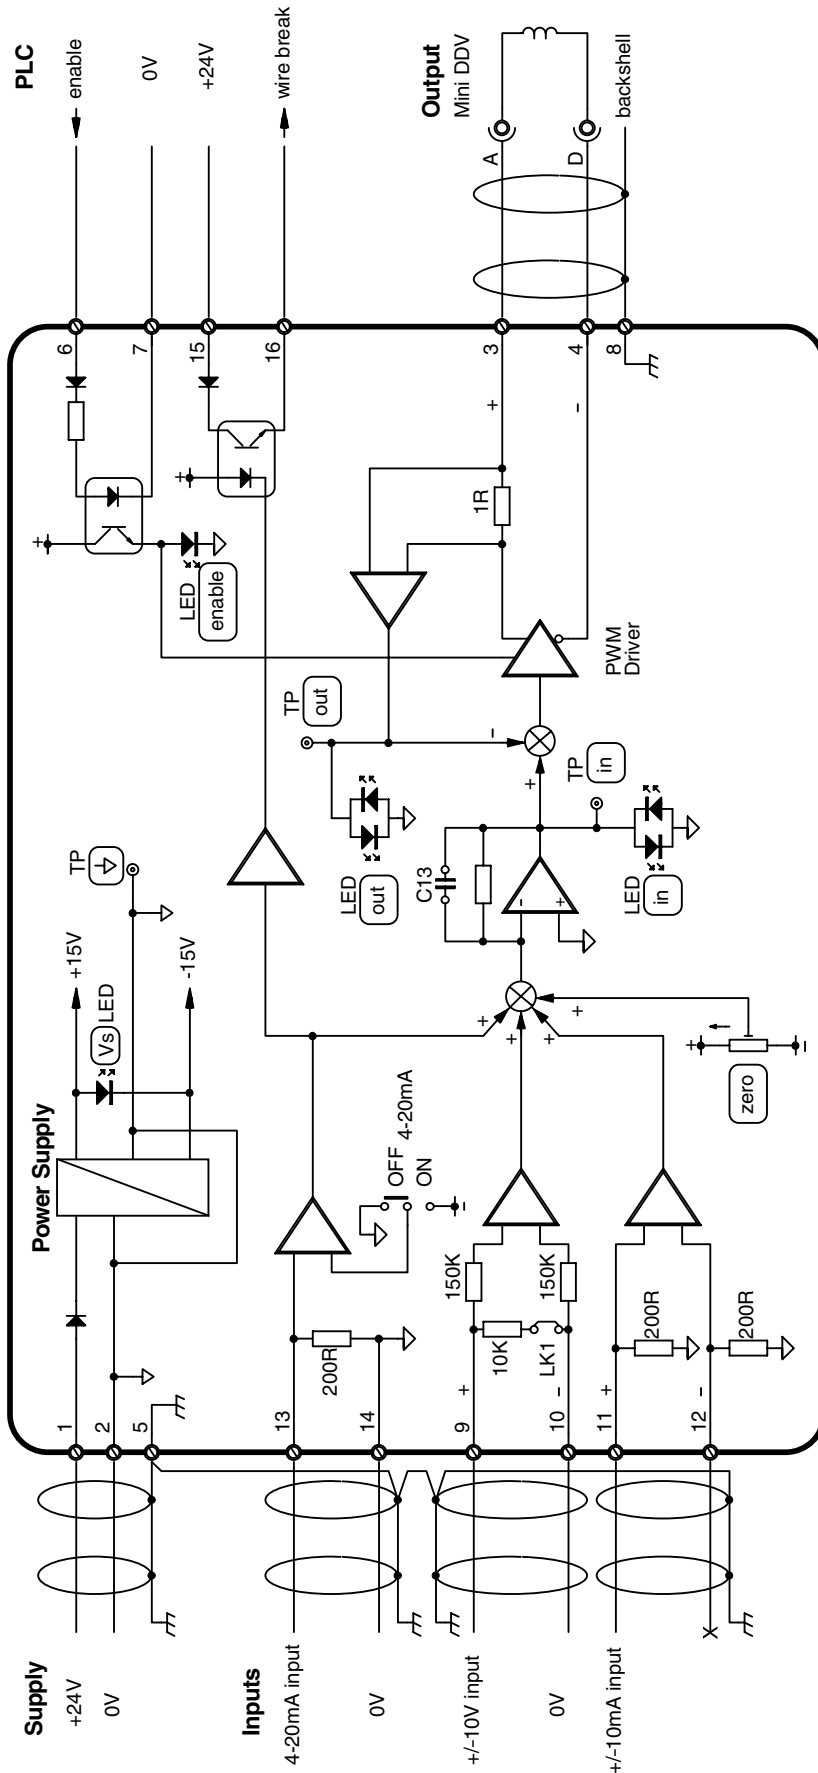 Supply
+24V
0V
1
2
5
Power Supply
+15V
Vs LED
-15V
TP
6
7
15
16
PLC
enable
0V
+24V
wire break
LED
enable
Inputs
4-20mA input
0V
13
14
200R
OFF
ON
4-20mA
+/-10V input
0V
9
10
+
-
10K
LK1
150K
150K
+/-10mA input
11
12
+
-
200R
200R
zero
+
-
+
+
+
+
C13
-
+
LED
out
TP
out
LED
in
TP
in
+
-
PWM
Driver
1R
+
-
3
4
8
A
D
Output
Mini DDV
backshell